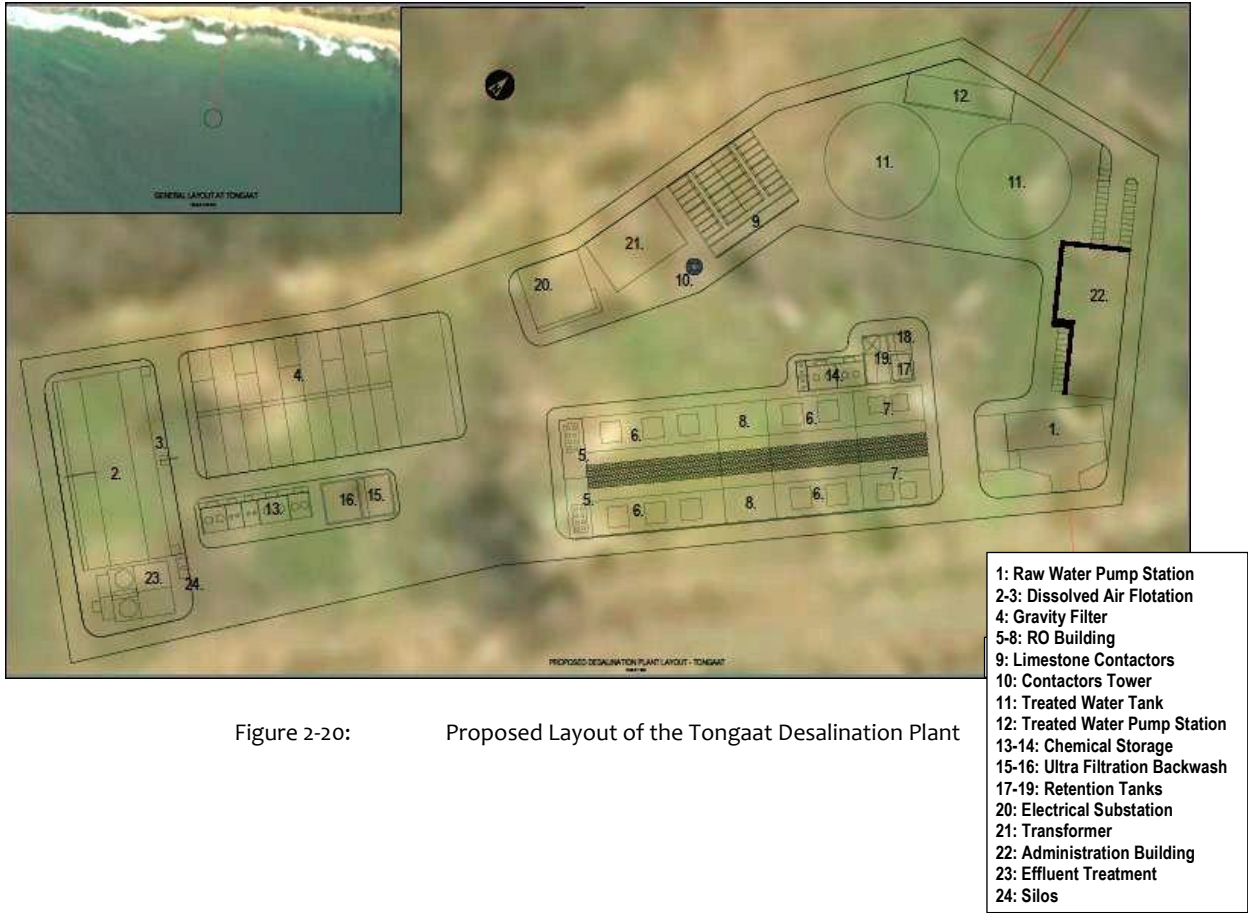 GENERAL LAYOUT AT TONGAAT
12.
11.
11.
9.
21.
10.
20.
22.
18.
19.
17
14.
4.
3.
2.
13.
16.
15.
23.
24.
5.
6.
8.
6.
7.
5.
6.
8.
6.
7.
1.
PROPOSED DESALINATION PLANT LAYOUT - TONGAAT
1: Raw Water Pump Station
2-3: Dissolved Air Flotation
4: Gravity Filter
5-8: RO Building
9: Limestone Contactors
10: Contactors Tower
11: Treated Water Tank
12: Treated Water Pump Station
13-14: Chemical Storage
15-16: Ultra Filtration Backwash
17-19: Retention Tanks
20: Electrical Substation
21: Transformer
22: Administration Building
23: Effluent Treatment
24: Silos
Figure 2-20: Proposed Layout of the Tongaat Desalination Plant